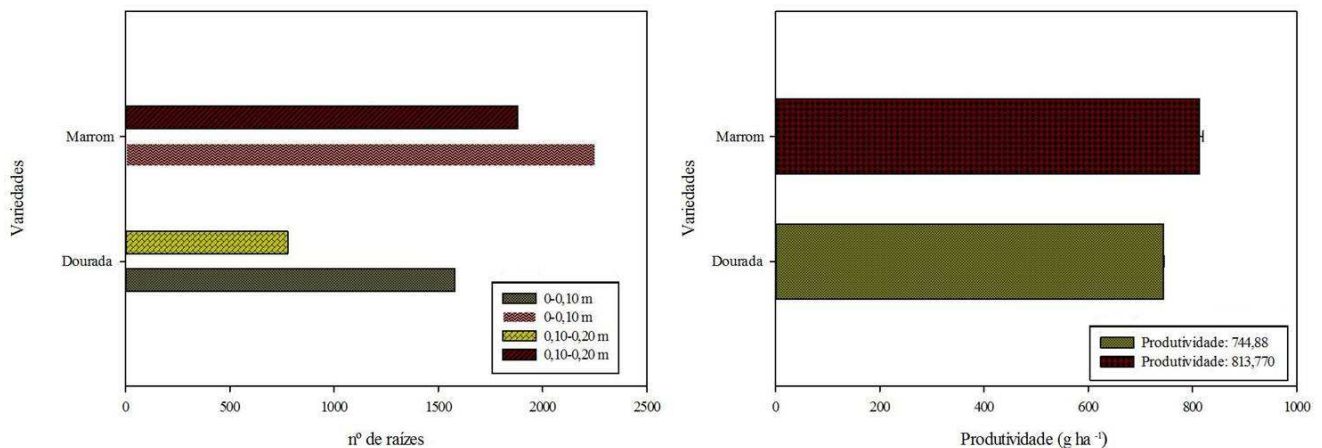 Variedades
Marrom
Dourada
0-0,10 m
0-0,10 m
0,10-0,20 m
0,10-0,20 m
0 500 1000 1500 2000 2500
nº de raízes
Variedades
Marrom
Dourada
Produtividade: 744,88
Produtividade: 813,770
0 200 400 600 800 1000
Produtividade (g ha ⁻¹)